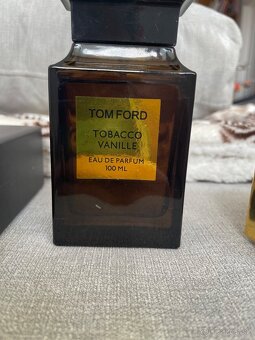 TOM FORD
TOBACCO
VANILLE
EAU DE PARFUM
100 ML